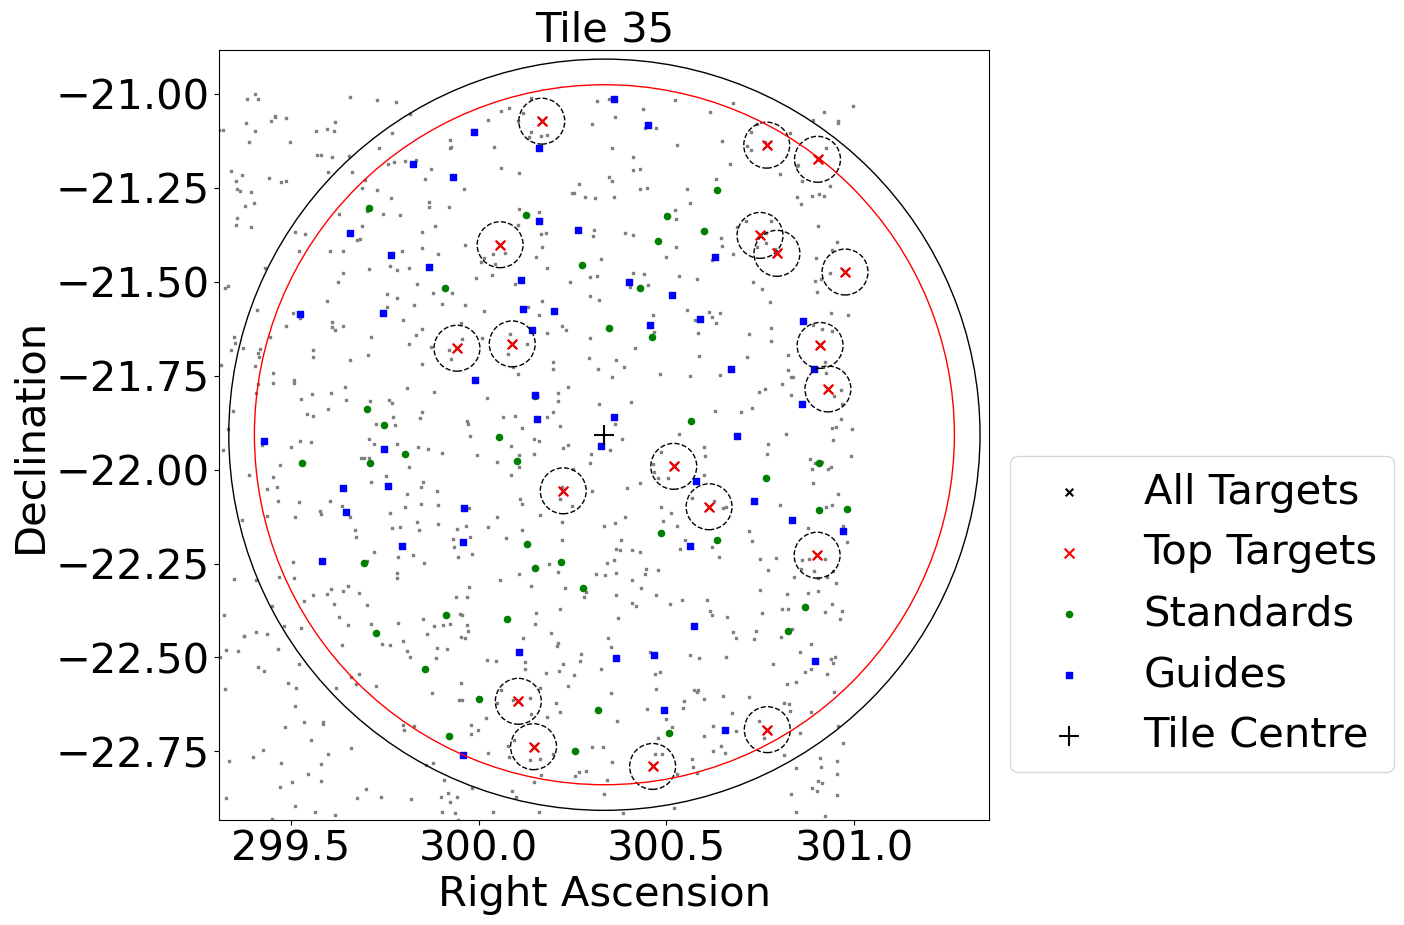 Tile 35
−21.00
−21.25
−21.50
−21.75
−22.00
−22.25
−22.50
−22.75
Declination
299.5 300.0 300.5 301.0
Right Ascension
All Targets
Top Targets
Standards
Guides
Tile Centre